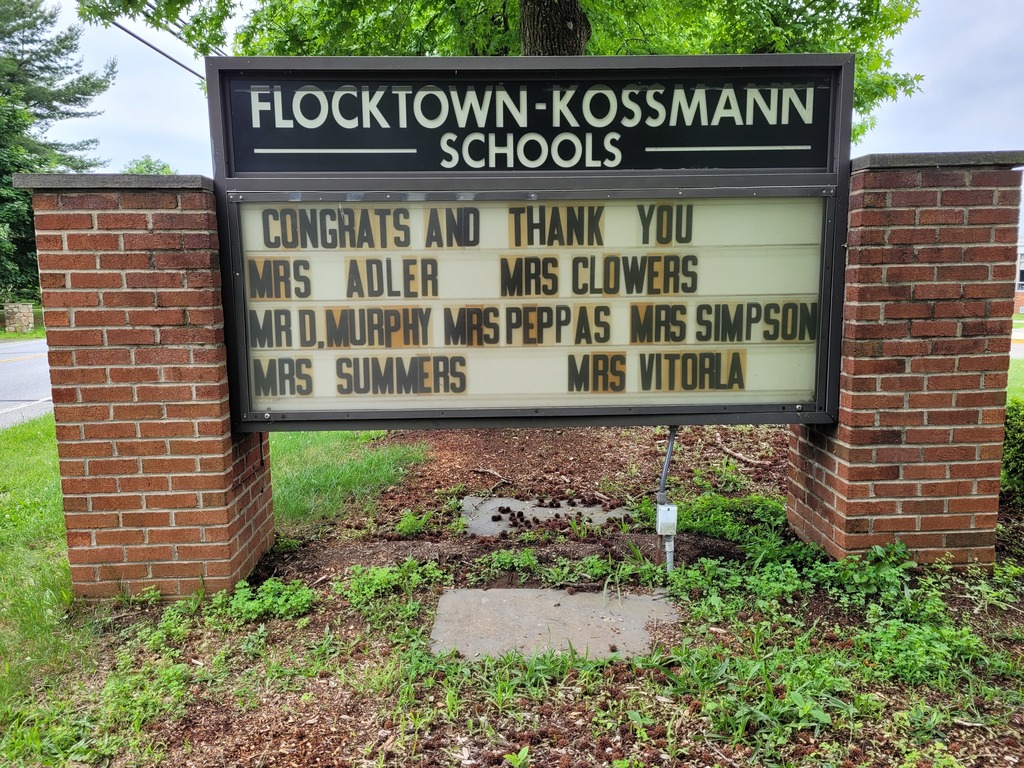 FLOCKTOWN-KOSSMANN
SCHOOLS
CONGRATS AND THANK YOU
MRS ADLER MRS CLOWERS
MR D,MURPHY MRS PEPPAS MRS SIMPSON
MRS SUMMERS MRS VITORLA